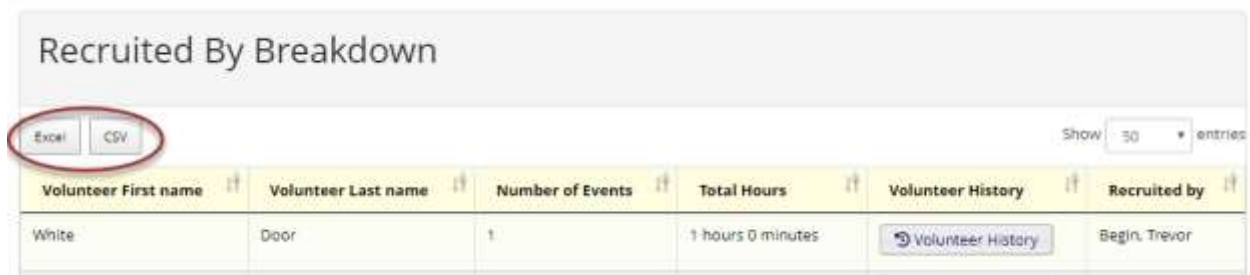 Recruited By Breakdown
Excel CSV Show 50 entries
Volunteer First name Volunteer Last name Number of Events Total Hours Volunteer History Recruited by
White Door 1 1 hours 0 minutes Volunteer History Begin, Trevor